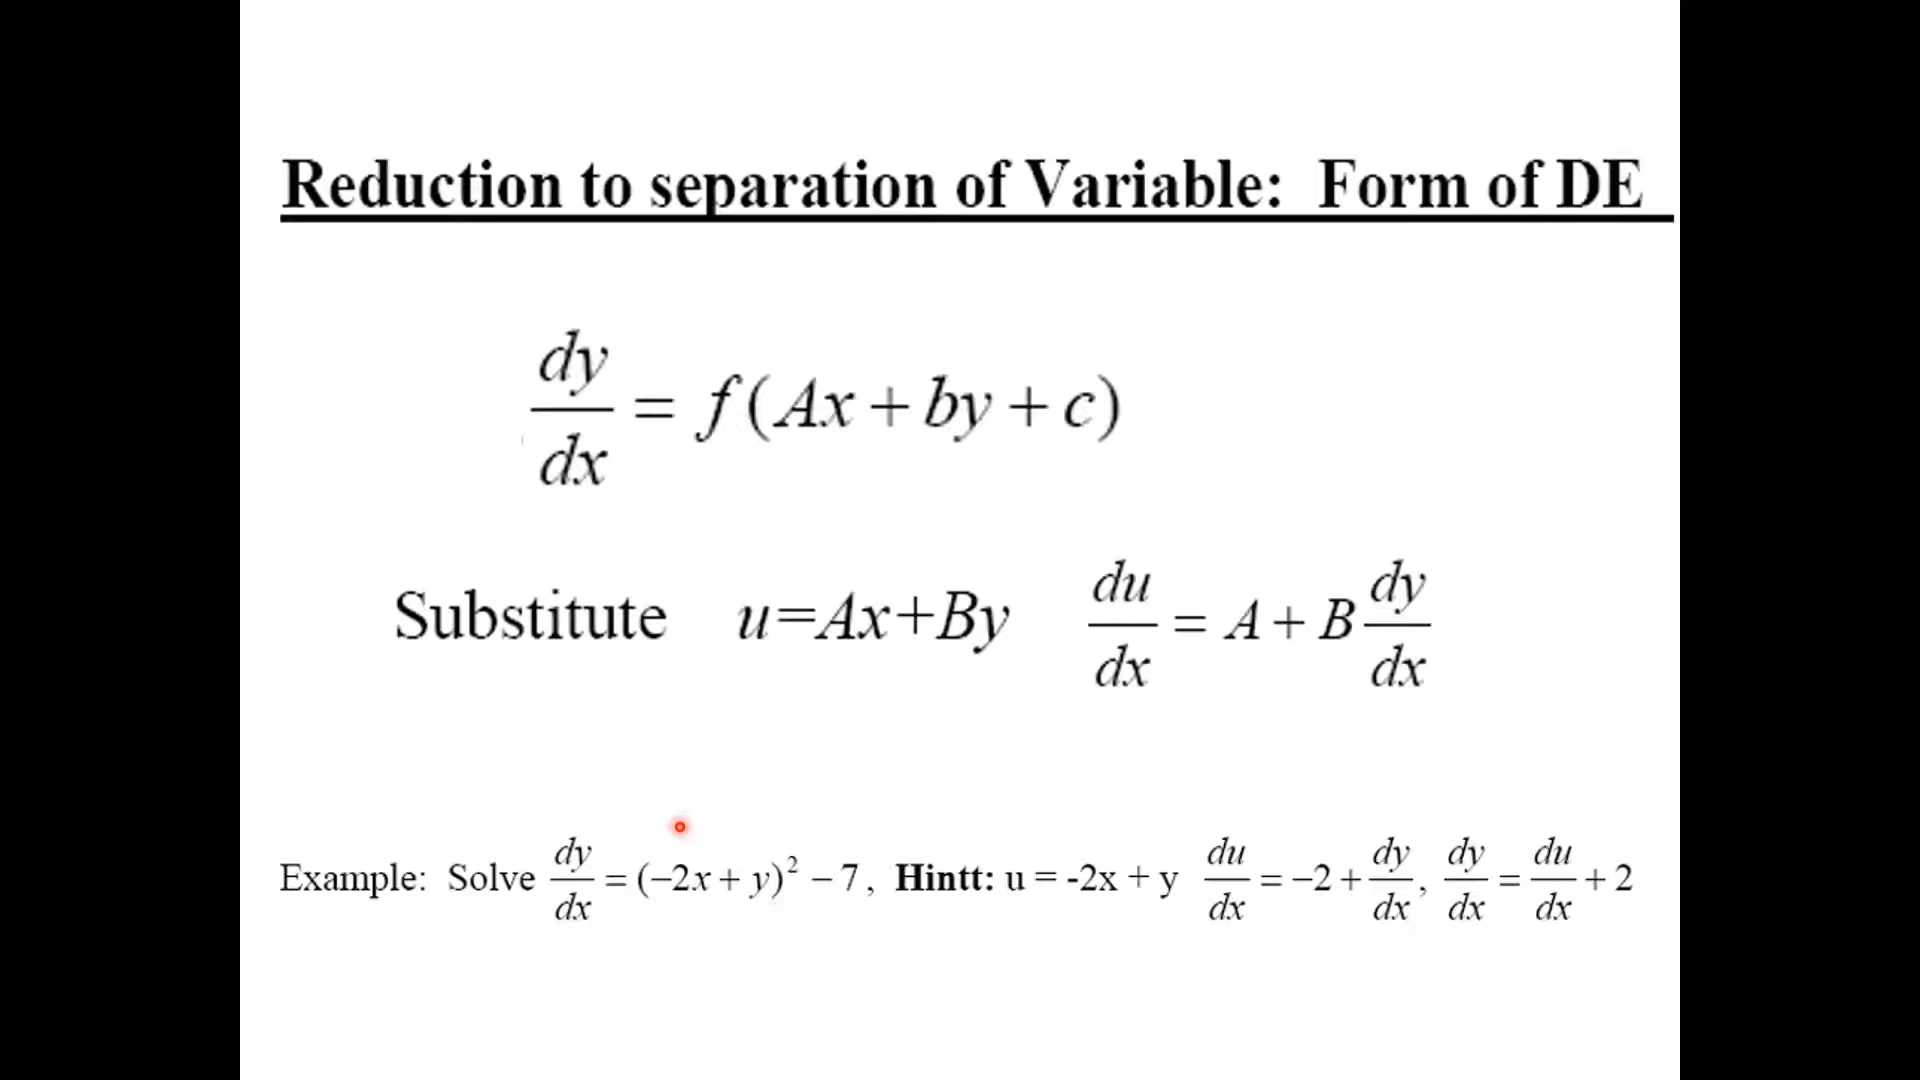 Reduction to separation of Variable: Form of DE
dy/dx = f(Ax + by + c)
Substitute u=Ax+By du/dx = A + B dy/dx
Example: Solve dy/dx = (−2x + y)² − 7, Hintt: u = -2x + y du/dx = −2 + dy/dx, dy/dx = du/dx + 2